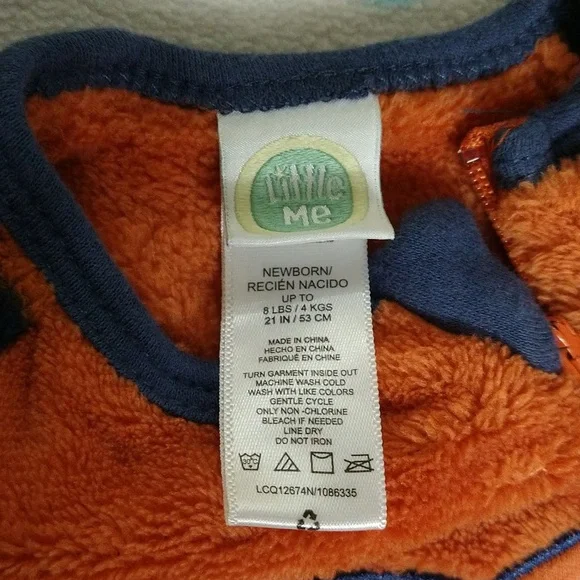 Little
Me
NEWBORN/
RECIÉN NACIDO
UP TO
8 LBS / 4 KGS
21 IN / 53 CM
MADE IN CHINA
HECHO EN CHINA
FABRIQUÉ EN CHINE
TURN GARMENT INSIDE OUT
MACHINE WASH COLD
WASH WITH LIKE COLORS
GENTLE CYCLE
ONLY NON -CHLORINE
BLEACH IF NEEDED
LINE DRY
DO NOT IRON
30°C
LCQ12674N/1086335